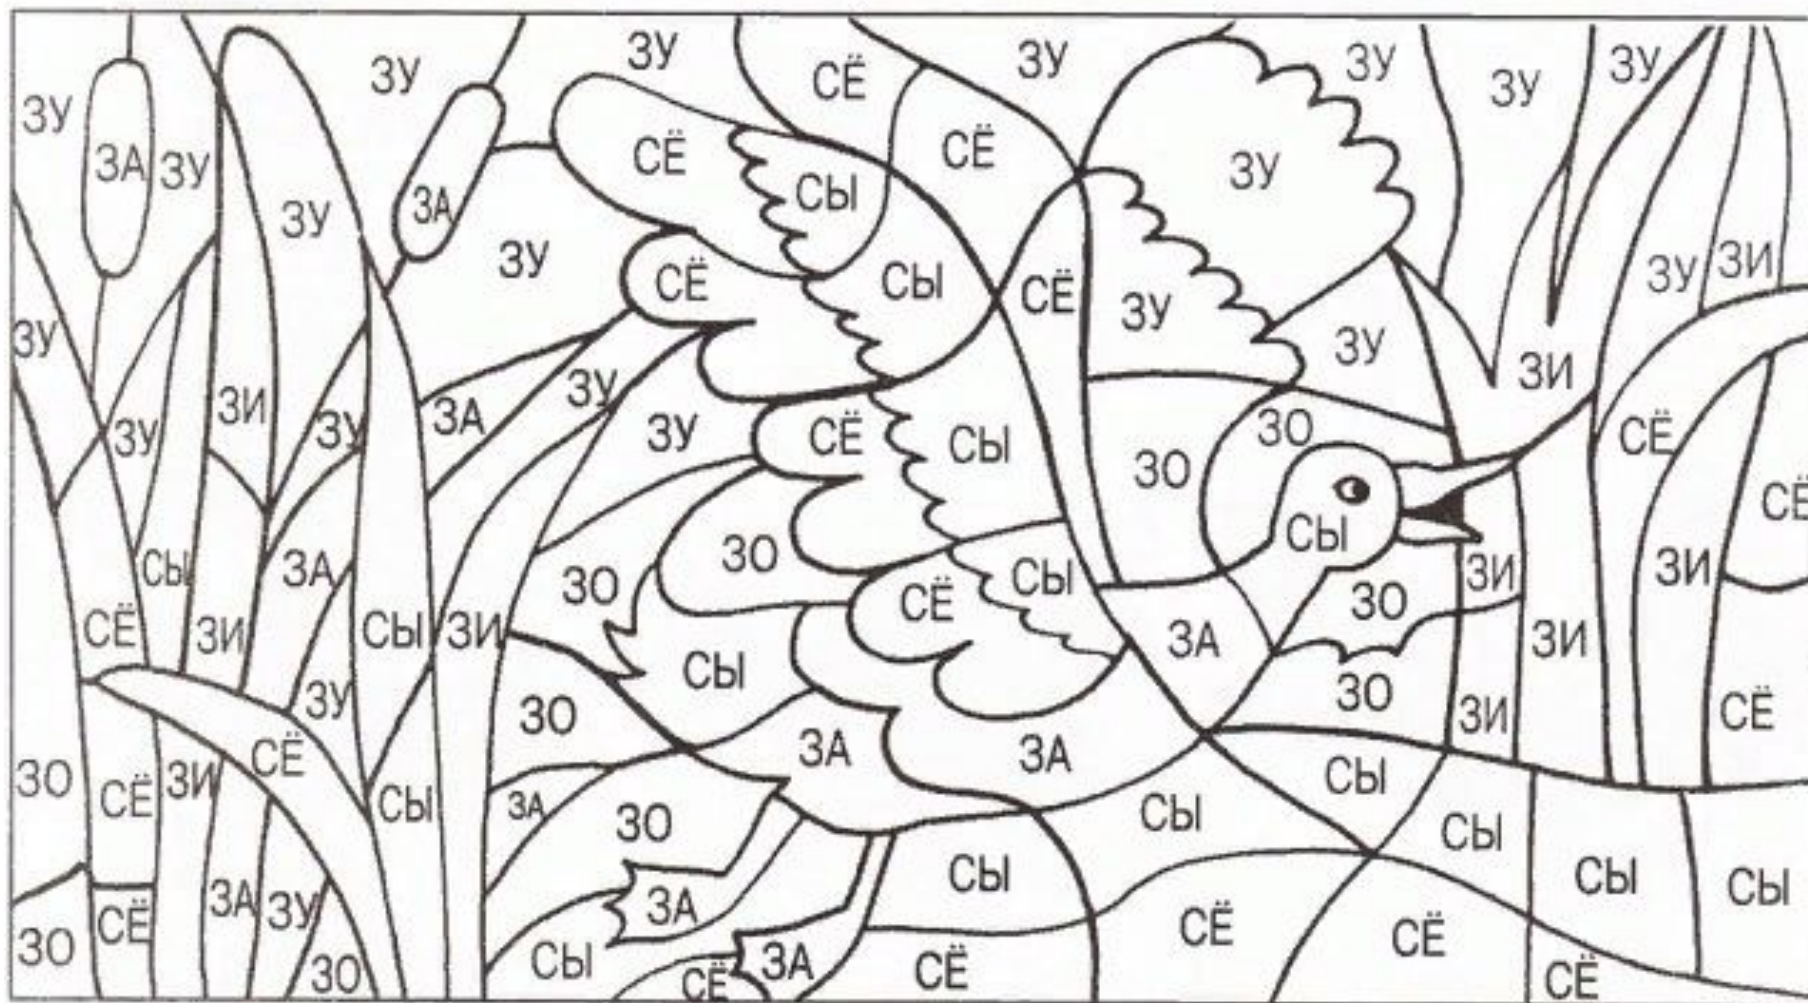 ЗУ ЗУ СЁ ЗУ ЗУ ЗУ ЗУ
ЗУ ЗУ
ЗА ЗУ СЁ СЁ ЗУ
ЗА ЗУ СЫ
ЗУ СЁ СЫ СЁ ЗУ ЗУ ЗИ
ЗУ ЗУ ЗУ ЗИ
ЗУ ЗИ ЗУ ЗА ЗУ СЁ СЫ ЗО СЁ
ЗО СЁ
СЫ ЗА ЗО ЗО СЫ СЫ ЗИ ЗИ
СЁ ЗИ СЫ ЗИ СЁ ЗА ЗО ЗИ
ЗУ ЗО СЫ ЗО ЗИ СЁ
ЗО СЁ ЗИ СЁ СЫ ЗА ЗА ЗА СЫ
ЗО СЫ СЫ
ЗА ЗУ ЗА СЫ СЫ СЫ
ЗО СЁ СЁ СЁ
ЗО СЫ СЁ ЗА СЁ СЁ